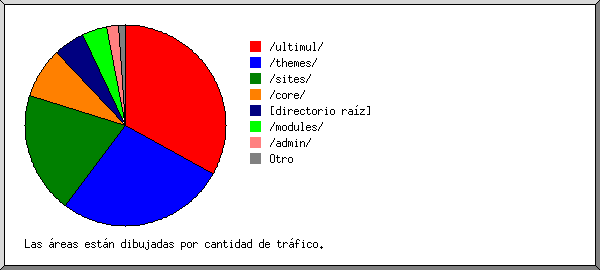 /ultimul/
/themes/
/sites/
/core/
[directorio raíz]
/modules/
/admin/
Otro
Las áreas están dibujadas por cantidad de tráfico.